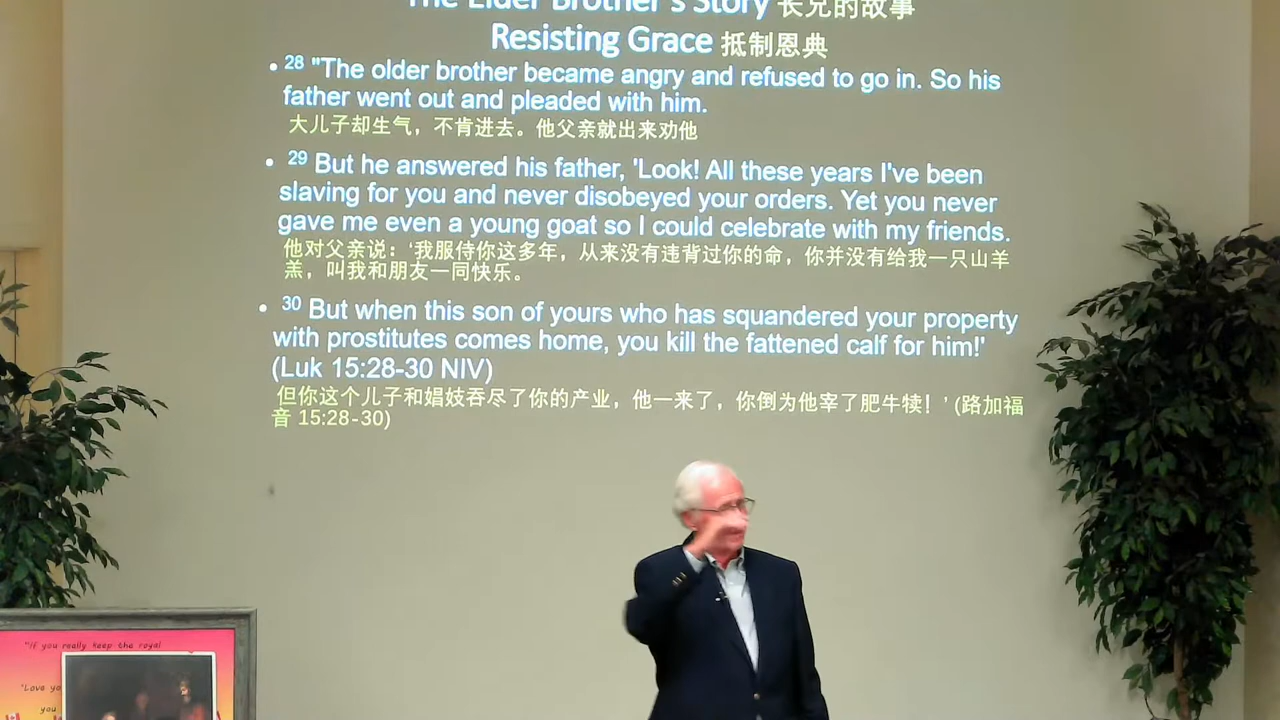 The Elder Brother's Story 长兄的故事
Resisting Grace 抵制恩典
• 28 "The older brother became angry and refused to go in. So his
father went out and pleaded with him.
大儿子却生气，不肯进去。他父亲就出来劝他
• 29 But he answered his father, 'Look! All these years I've been
slaving for you and never disobeyed your orders. Yet you never
gave me even a young goat so I could celebrate with my friends.
他对父亲说：‘我服侍你这多年，从来没有违背过你的命，你并没有给我一只山羊
羔，叫我和朋友一同快乐。
• 30 But when this son of yours who has squandered your property
with prostitutes comes home, you kill the fattened calf for him!'
(Luk 15:28-30 NIV)
但你这个儿子和娼妓吞尽了你的产业，他一来了，你倒为他宰了肥牛犊！’ (路加福
音 15:28-30)
"if you really keep the royal
"Love yo
you